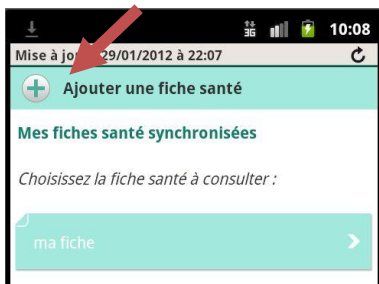 3G 10:08
Mise à jo 29/01/2012 à 22:07
Ajouter une fiche santé
Mes fiches santé synchronisées
Choisissez la fiche santé à consulter :
ma fiche